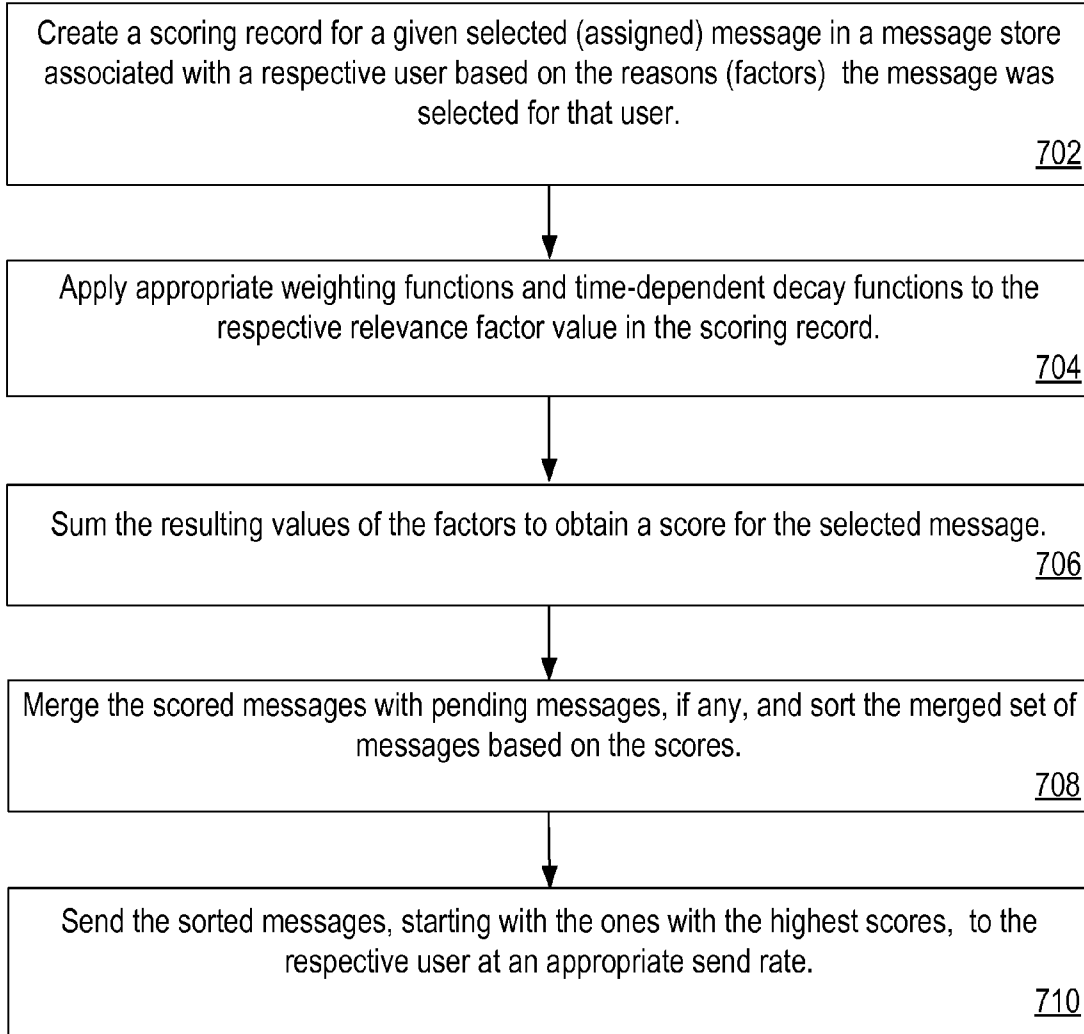 Create a scoring record for a given selected (assigned) message in a message store
associated with a respective user based on the reasons (factors) the message was
selected for that user.
702
Apply appropriate weighting functions and time-dependent decay functions to the
respective relevance factor value in the scoring record.
704
Sum the resulting values of the factors to obtain a score for the selected message.
706
Merge the scored messages with pending messages, if any, and sort the merged set of
messages based on the scores.
708
Send the sorted messages, starting with the ones with the highest scores, to the
respective user at an appropriate send rate.
710